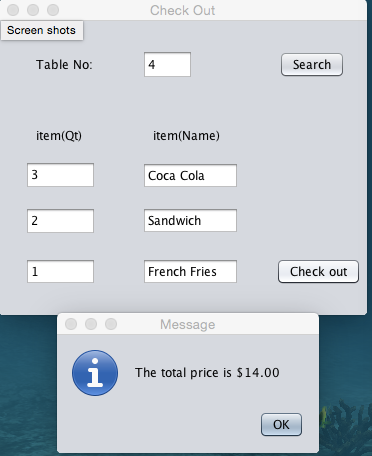 Check Out
Screen shots
Table No: 4 Search
item(Qt) item(Name)
3 Coca Cola
2 Sandwich
1 French Fries Check out
Message
The total price is $14.00
OK